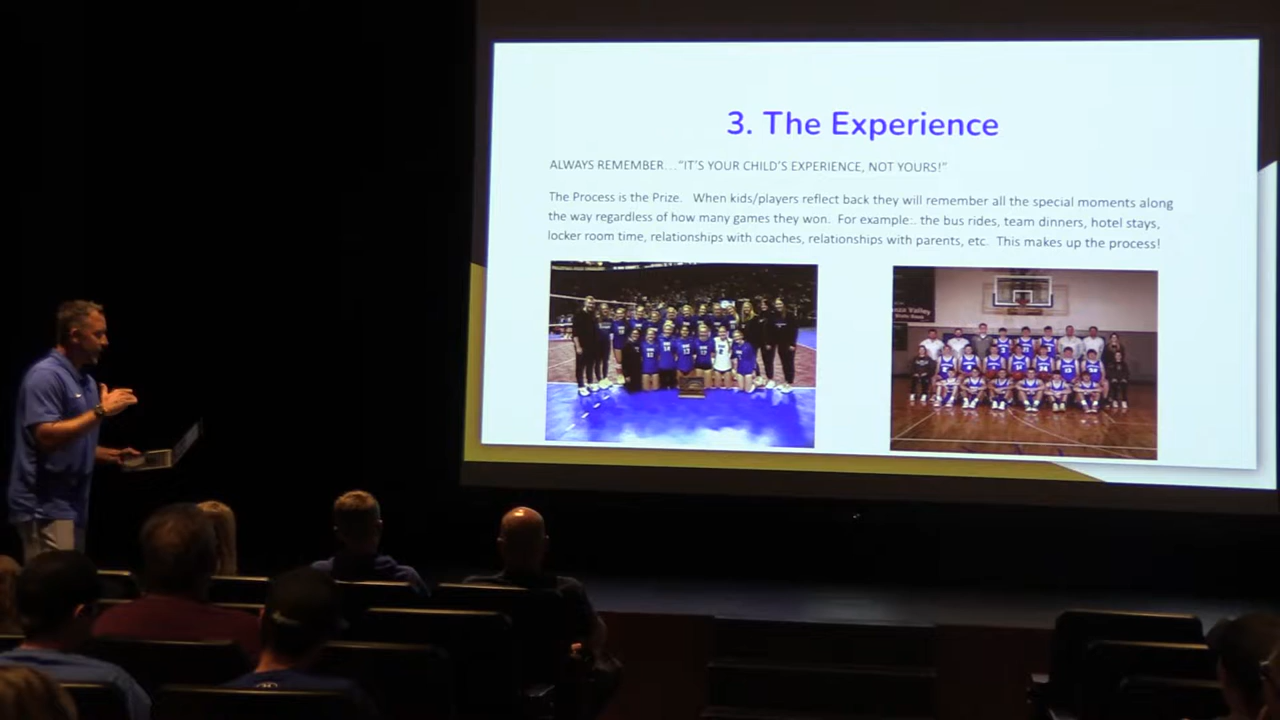 3. The Experience
ALWAYS REMEMBER…“IT’S YOUR CHILD’S EXPERIENCE, NOT YOURS!”
The Process is the Prize. When kids/players reflect back they will remember all the special moments along
the way regardless of how many games they won. For example:. the bus rides, team dinners, hotel stays,
locker room time, relationships with coaches, relationships with parents, etc. This makes up the process!
Valley